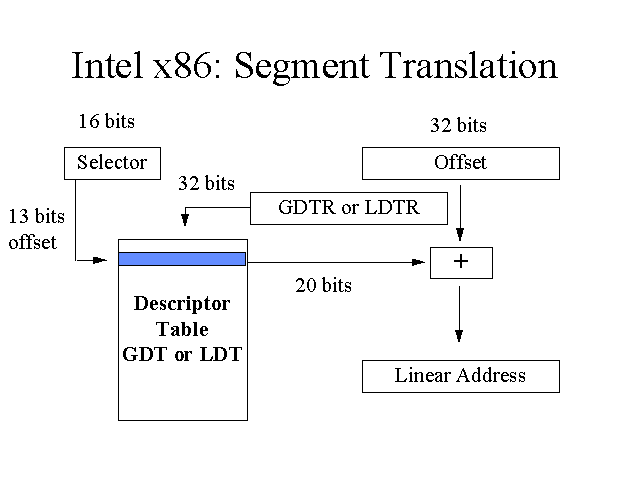 Intel x86: Segment Translation
16 bits
32 bits
Selector
Offset
32 bits
GDTR or LDTR
13 bits
offset
+
20 bits
Descriptor
Table
GDT or LDT
Linear Address